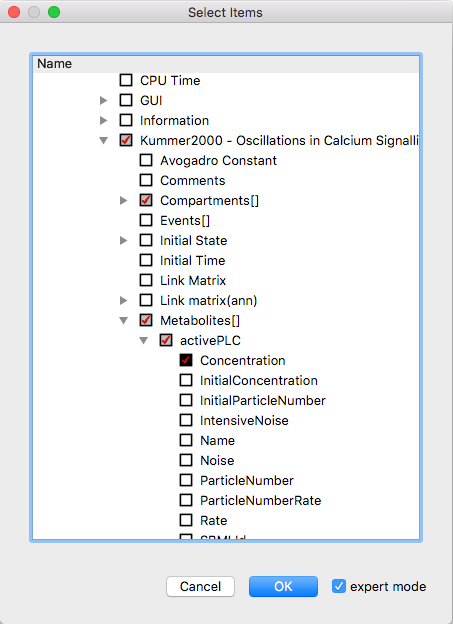 Select Items
Name
CPU Time
GUI
Information
Kummer2000 - Oscillations in Calcium Signalli
Avogadro Constant
Comments
Compartments[]
Events[]
Initial State
Initial Time
Link Matrix
Link matrix(ann)
Metabolites[]
activePLC
Concentration
InitialConcentration
InitialParticleNumber
IntensiveNoise
Name
Noise
ParticleNumber
ParticleNumberRate
Rate
Cancel OK expert mode